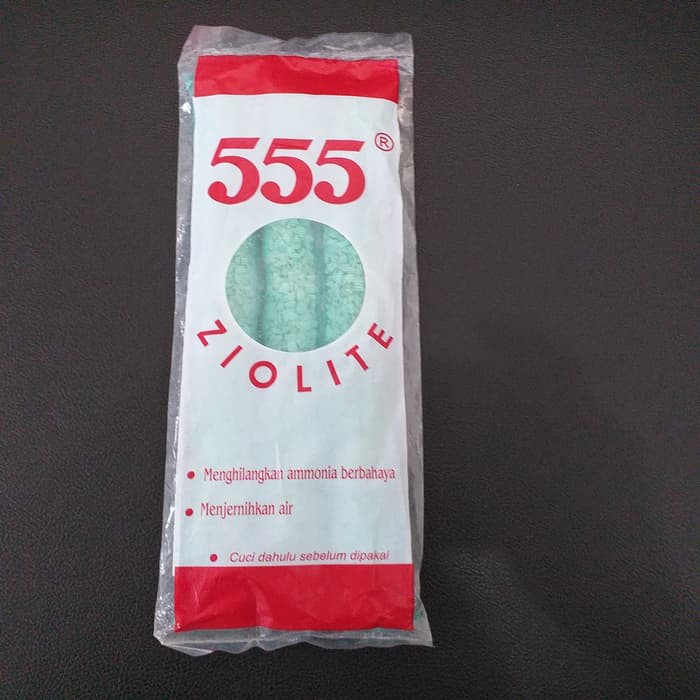 555®
ZIOLITE
• Menghilangkan ammonia berbahaya
• Menjernihkan air
• Cuci dahulu sebelum dipakai